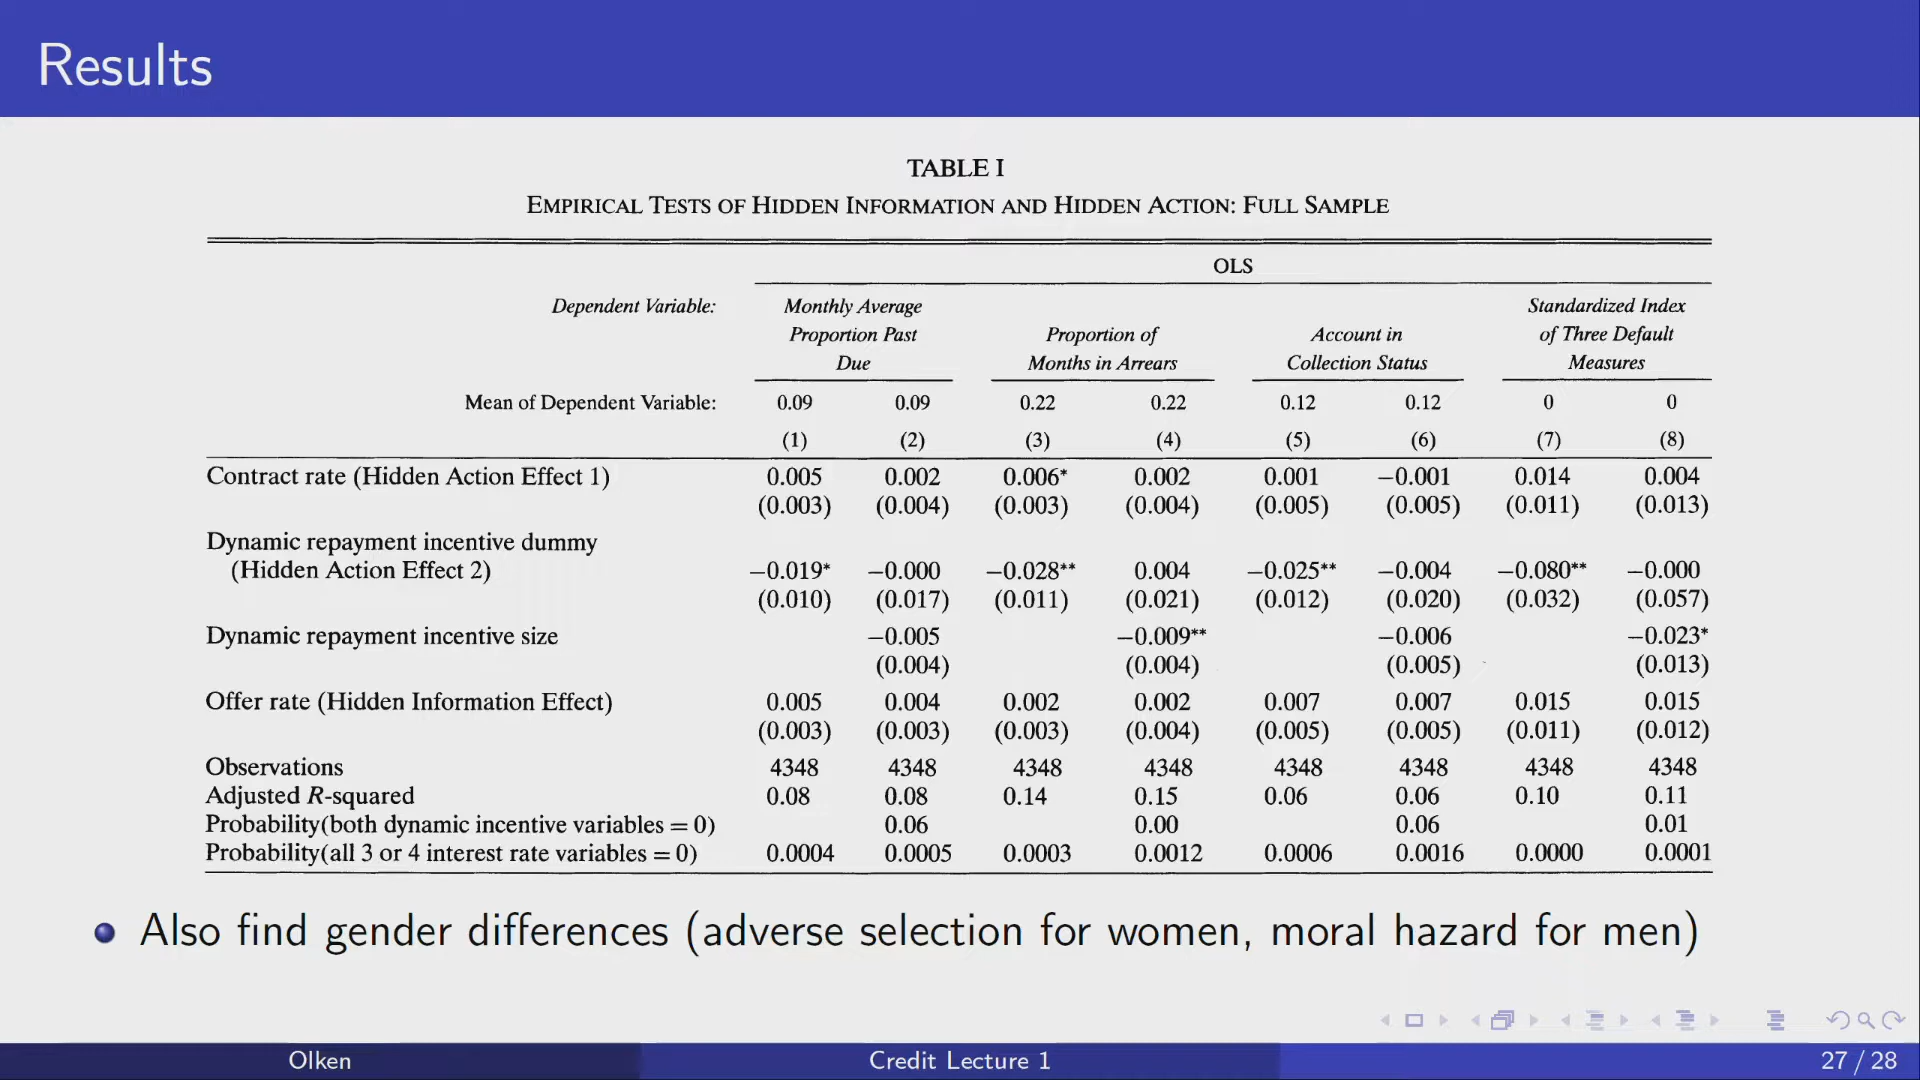 Results
TABLE I
EMPIRICAL TESTS OF HIDDEN INFORMATION AND HIDDEN ACTION: FULL SAMPLE
OLS
Dependent Variable: Monthly Average Proportion Past Due Proportion of Months in Arrears Account in Collection Status Standardized Index of Three Default Measures
Mean of Dependent Variable: 0.09 0.09 0.22 0.22 0.12 0.12 0 0
(1) (2) (3) (4) (5) (6) (7) (8)
Contract rate (Hidden Action Effect 1) 0.005 0.002 0.006* 0.002 0.001 −0.001 0.014 0.004
(0.003) (0.004) (0.003) (0.004) (0.005) (0.005) (0.011) (0.013)
Dynamic repayment incentive dummy
(Hidden Action Effect 2) −0.019* −0.000 −0.028** 0.004 −0.025** −0.004 −0.080** −0.000
(0.010) (0.017) (0.011) (0.021) (0.012) (0.020) (0.032) (0.057)
Dynamic repayment incentive size −0.005 −0.009** −0.006 −0.023*
(0.004) (0.004) (0.005) (0.013)
Offer rate (Hidden Information Effect) 0.005 0.004 0.002 0.002 0.007 0.007 0.015 0.015
(0.003) (0.003) (0.003) (0.004) (0.005) (0.005) (0.011) (0.012)
Observations 4348 4348 4348 4348 4348 4348 4348 4348
Adjusted R-squared 0.08 0.08 0.14 0.15 0.06 0.06 0.10 0.11
Probability(both dynamic incentive variables = 0) 0.06 0.00 0.06 0.01
Probability(all 3 or 4 interest rate variables = 0) 0.0004 0.0005 0.0003 0.0012 0.0006 0.0016 0.0000 0.0001
Also find gender differences (adverse selection for women, moral hazard for men)
Olken Credit Lecture 1 27 / 28